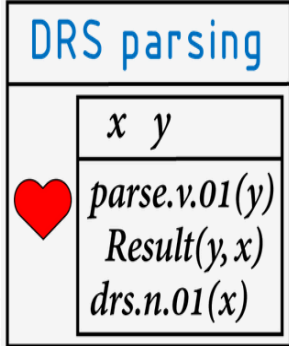 DRS parsing
x y
parse.v.01(y)
Result(y, x)
drs.n.01(x)